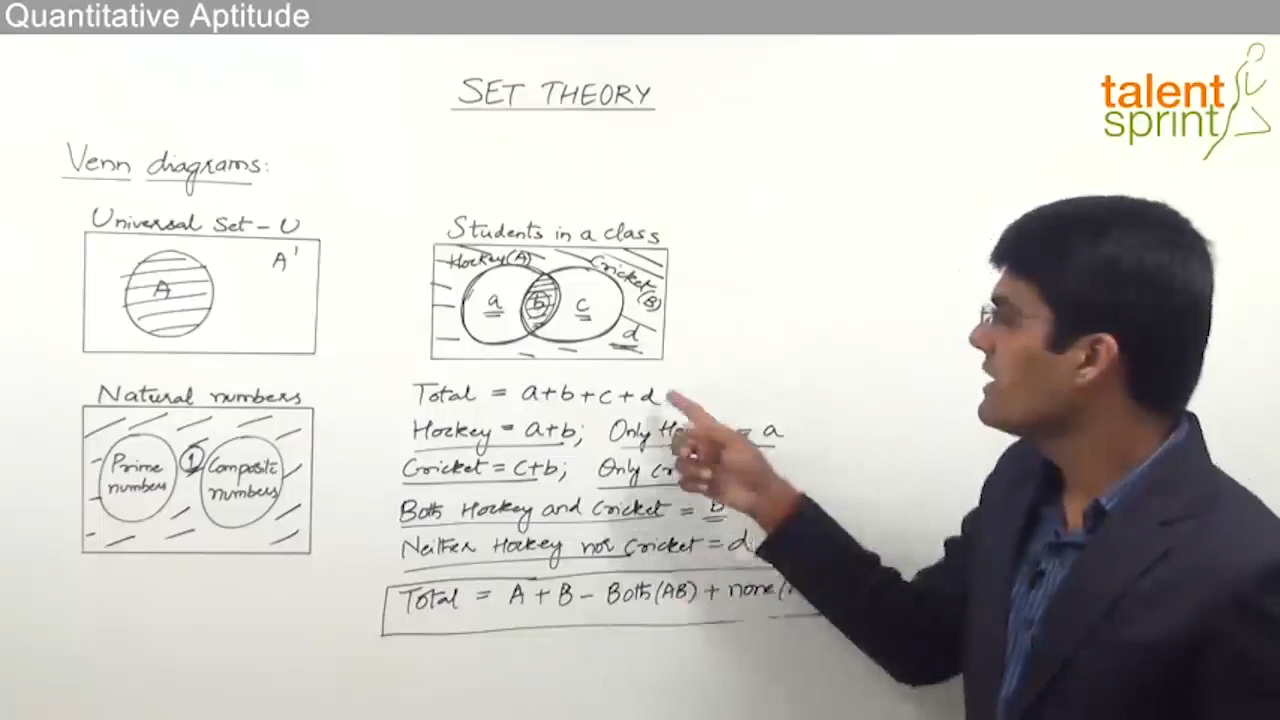 Quantitative Aptitude
talent
sprint
SET THEORY
Venn diagrams:
Universal Set - U
A
A'
Natural numbers
Prime
numbers
1
Composite
numbers
Students in a class
Hockey (A)
Cricket (B)
a
b
c
d
Total = a+b+c+d
Hockey = a+b; Only = a
Cricket = c+b; Only
Both Hockey and Cricket = b
Neither Hockey nor Cricket = d
Total = A + B - Both (AB) + none